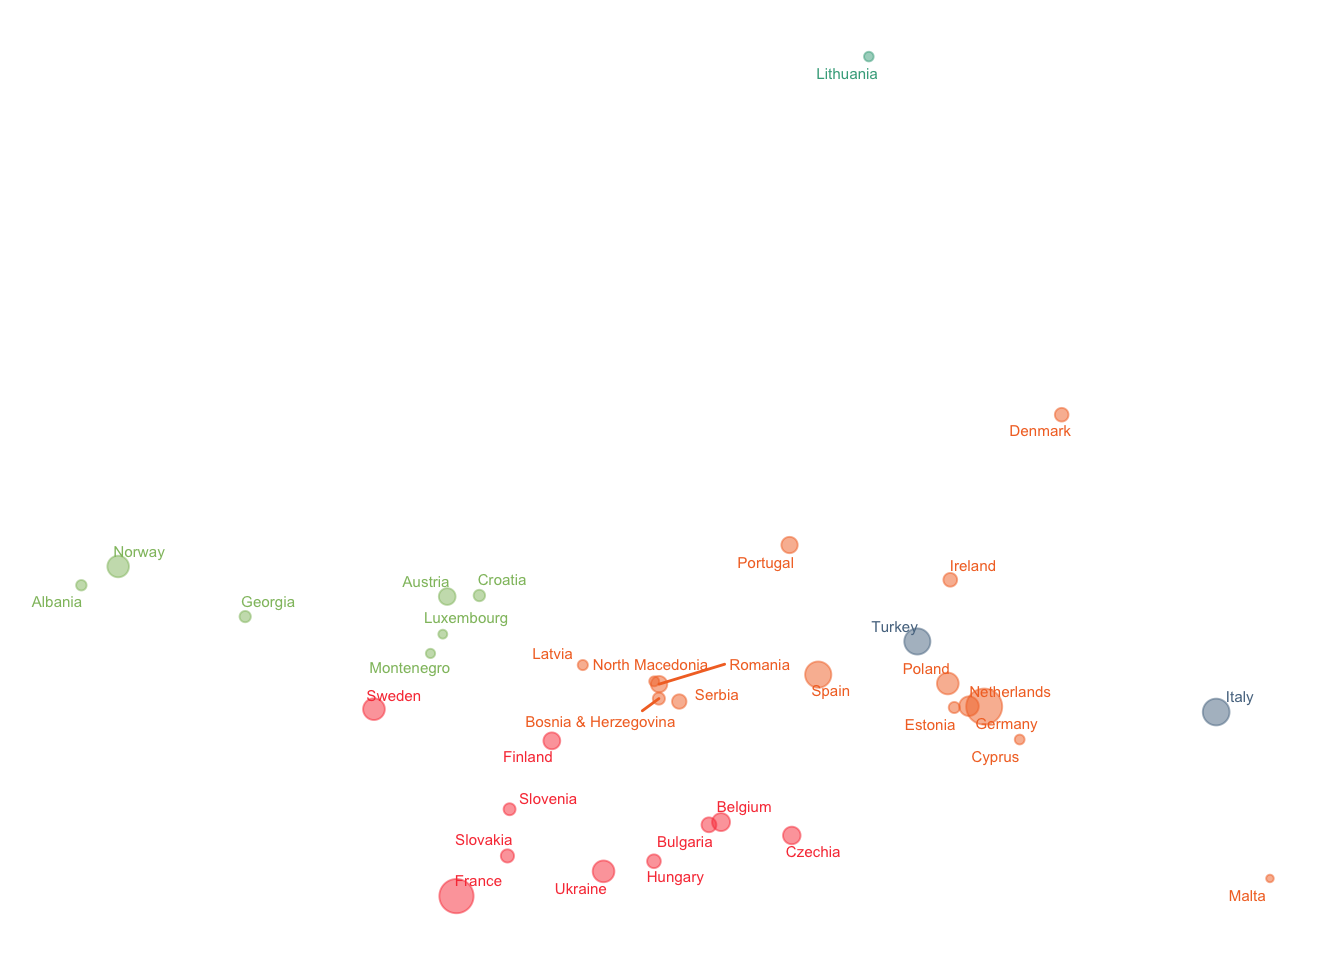 Lithuania
Denmark
Norway
Portugal
Ireland
Austria
Croatia
Albania
Georgia
Luxembourg
Turkey
Latvia
North Macedonia
Romania
Montenegro
Poland
Sweden
Serbia
Spain
Netherlands
Italy
Bosnia & Herzegovina
Estonia
Germany
Finland
Cyprus
Slovenia
Belgium
Slovakia
Bulgaria
Czechia
France
Hungary
Ukraine
Malta